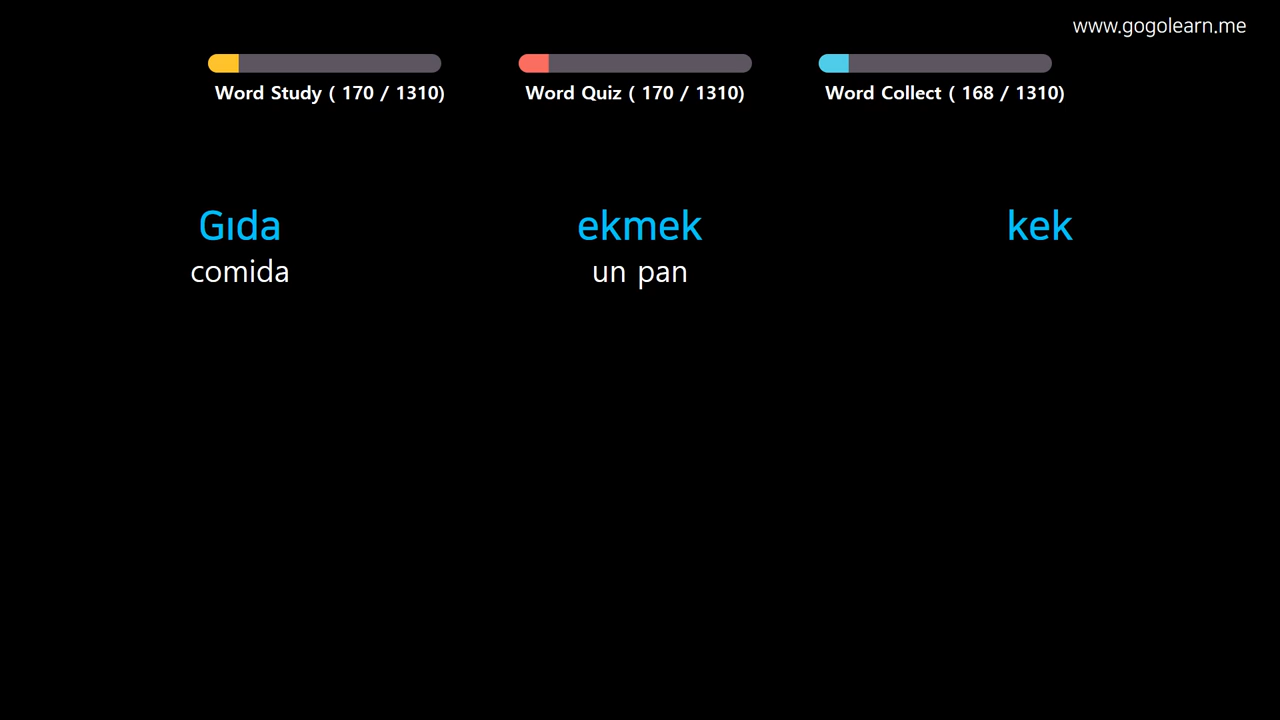 www.gogolearn.me
Word Study ( 170 / 1310)
Word Quiz ( 170 / 1310)
Word Collect ( 168 / 1310)
Gıda
comida
ekmek
un pan
kek